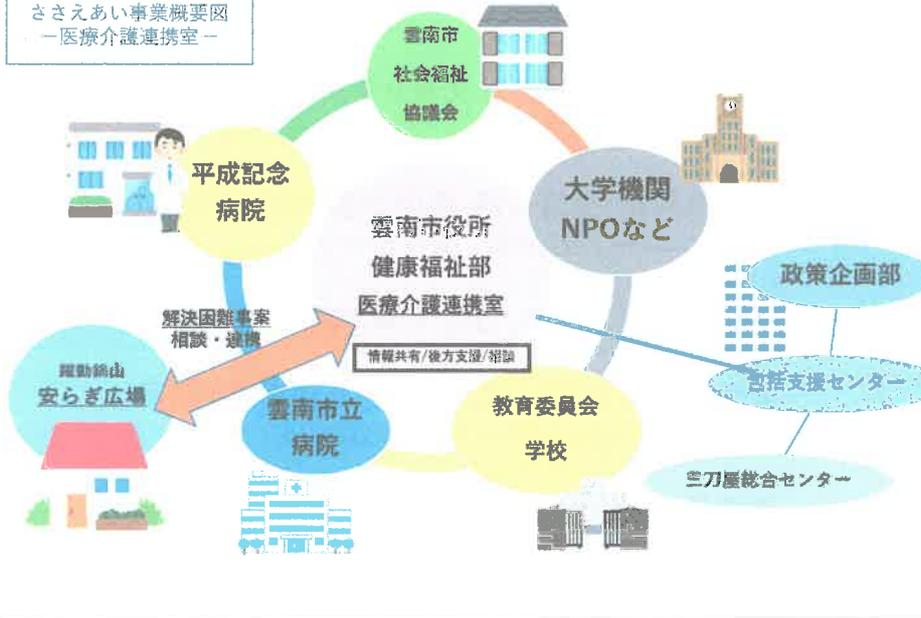 ささえあい事業概要図
－医療介護連携室－
雲南市
社会福祉
協議会
平成記念
病院
大学機関
NPOなど
雲南市役所
健康福祉部
医療介護連携室
政策企画部
解決困難事案
相談・連携
情報共有/後方支援/相談
躍動鍋山
安らぎ広場
包括支援センター
雲南市立
病院
教育委員会
学校
三刀屋総合センター